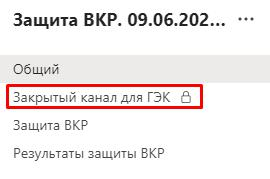 Защита ВКР. 09.06.202...
Общий
Закрытый канал для ГЭК
Защита ВКР
Результаты защиты ВКР